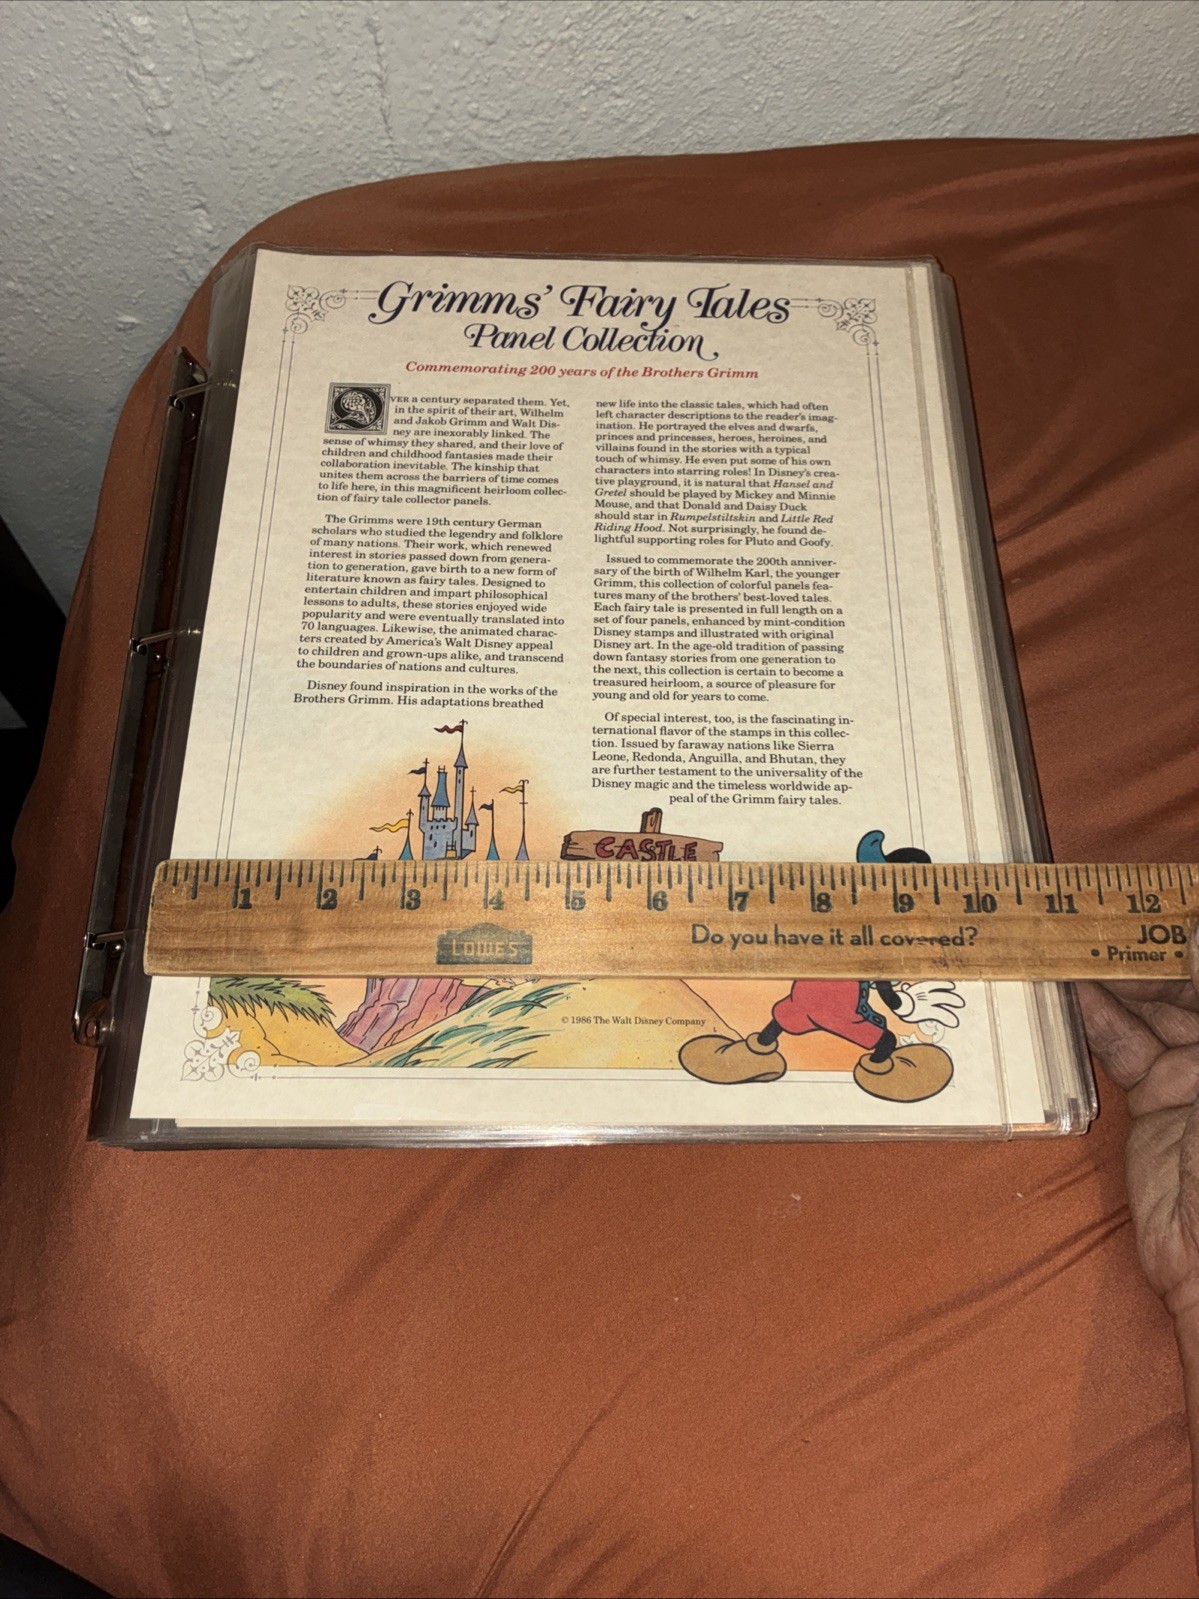 Grimms' Fairy Tales
Panel Collection
Commemorating 200 years of the Brothers Grimm
OVER a century separated them. Yet,
in the spirit of their art, Wilhelm
and Jakob Grimm and Walt Dis-
ney are inexorably linked. The
sense of whimsy they shared, and their love of
children and childhood fantasies made their
collaboration inevitable. The kinship that
unites them across the barriers of time comes
to life here, in this magnificent heirloom collec-
tion of fairy tale collector panels.
The Grimms were 19th century German
scholars who studied the legendry and folklore
of many nations. Their work, which renewed
interest in stories passed down from genera-
tion to generation, gave birth to a new form of
literature known as fairy tales. Designed to
entertain children and impart philosophical
lessons to adults, these stories enjoyed wide
popularity and were eventually translated into
70 languages. Likewise, the animated charac-
ters created by America's Walt Disney appeal
to children and grown-ups alike, and transcend
the boundaries of nations and cultures.
Disney found inspiration in the works of the
Brothers Grimm. His adaptations breathed
new life into the classic tales, which had often
left character descriptions to the reader's imag-
ination. He portrayed the elves and dwarfs,
princes and princesses, heroes, heroines, and
villains found in the stories with a typical
touch of whimsy. He even put some of his own
characters into starring roles! In Disney's crea-
tive playground, it is natural that Hansel and
Gretel should be played by Mickey and Minnie
Mouse, and that Donald and Daisy Duck
should star in Rumpelstiltskin and Little Red
Riding Hood. Not surprisingly, he found de-
lightful supporting roles for Pluto and Goofy.
Issued to commemorate the 200th anniver-
sary of the birth of Wilhelm Karl, the younger
Grimm, this collection of colorful panels fea-
tures many of the brothers' best-loved tales.
Each fairy tale is presented in full length on a
set of four panels, enhanced by mint-condition
Disney stamps and illustrated with original
Disney art. In the age-old tradition of passing
down fantasy stories from one generation to
the next, this collection is certain to become a
treasured heirloom, a source of pleasure for
young and old for years to come.
Of special interest, too, is the fascinating in-
ternational flavor of the stamps in this collec-
tion. Issued by faraway nations like Sierra
Leone, Redonda, Anguilla, and Bhutan, they
are further testament to the universality of the
Disney magic and the timeless worldwide ap-
peal of the Grimm fairy tales.
CASTLE
1 2 3 4 5 6 7 8 9 10 11 12
LOWE'S
Do you have it all covered?
JOB
• Primer •
© 1986 The Walt Disney Company